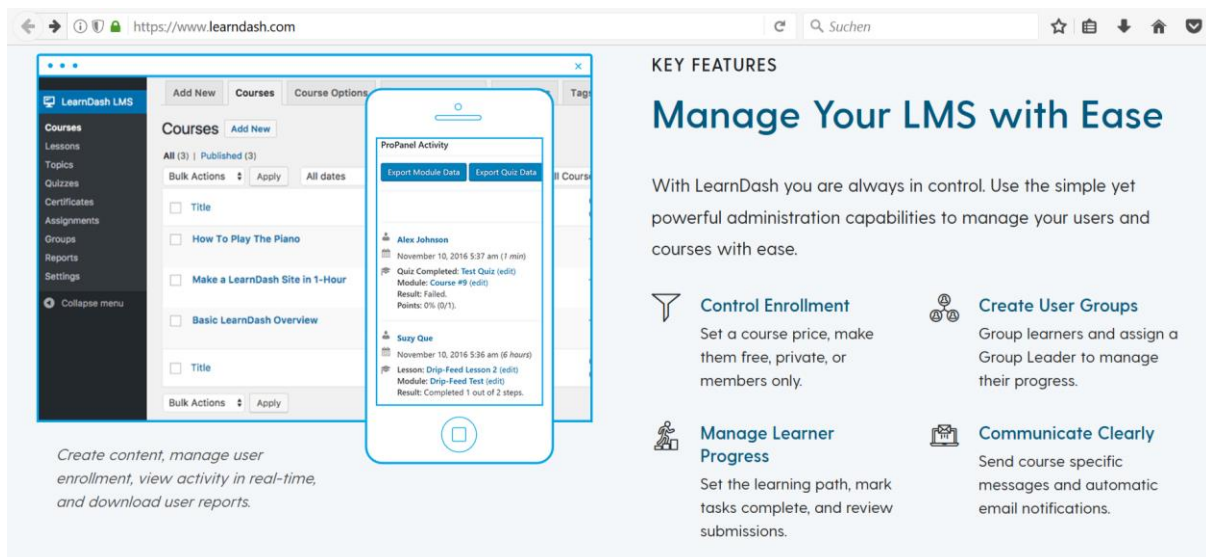 https://www.learndash.com
Suchen
LearnDash LMS
Courses
Lessons
Topics
Quizzes
Certificates
Assignments
Groups
Reports
Settings
Collapse menu
Add New Courses Course Options Tags
Courses Add New
All (3) | Published (3)
Bulk Actions Apply All dates ll Course
Title
How To Play The Piano
Make a LearnDash Site in 1-Hour
Basic LearnDash Overview
Title
Bulk Actions Apply
ProPanel Activity
Export Module Data Export Quiz Data
Alex Johnson
November 10, 2016 5:37 am (1 min)
Quiz Completed: Test Quiz (edit)
Module: Course #9 (edit)
Result: Failed.
Points: 0% (0/1).
Suzy Que
November 10, 2016 5:36 am (6 hours)
Lesson: Drip-Feed Lesson 2 (edit)
Module: Drip-Feed Test (edit)
Result: Completed 1 out of 2 steps.
Create content, manage user
enrollment, view activity in real-time,
and download user reports.
KEY FEATURES
Manage Your LMS with Ease
With LearnDash you are always in control. Use the simple yet
powerful administration capabilities to manage your users and
courses with ease.
Control Enrollment
Set a course price, make
them free, private, or
members only.
Create User Groups
Group learners and assign a
Group Leader to manage
their progress.
Manage Learner
Progress
Set the learning path, mark
tasks complete, and review
submissions.
Communicate Clearly
Send course specific
messages and automatic
email notifications.